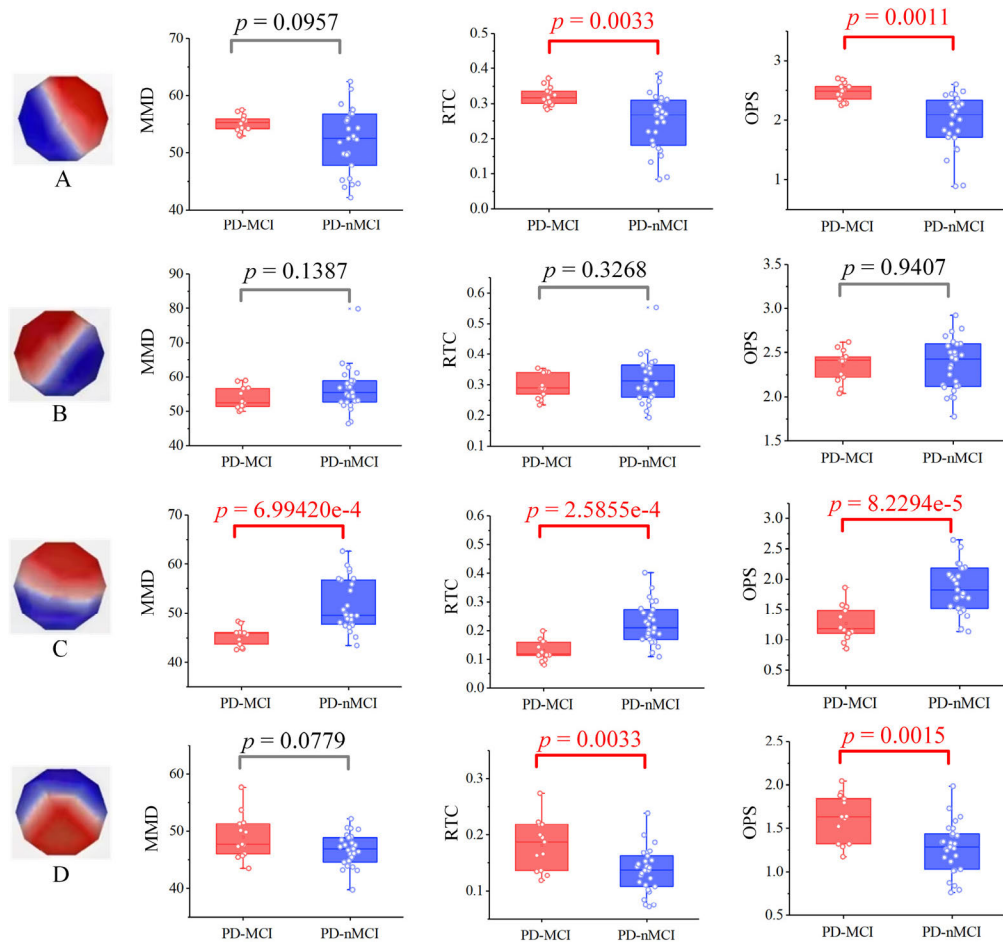 p = 0.0957
p = 0.0033
p = 0.0011
A
MMD
70
60
50
40
PD-MCI PD-nMCI
RTC
0.5
0.4
0.3
0.2
0.1
0.0
PD-MCI PD-nMCI
OPS
3
2
1
PD-MCI PD-nMCI
p = 0.1387
p = 0.3268
p = 0.9407
B
MMD
90
80
70
60
50
40
PD-MCI PD-nMCI
RTC
0.6
0.5
0.4
0.3
0.2
0.1
PD-MCI PD-nMCI
OPS
3.5
3.0
2.5
2.0
1.5
PD-MCI PD-nMCI
p = 6.99420e-4
p = 2.5855e-4
p = 8.2294e-5
C
MMD
70
60
50
40
PD-MCI PD-nMCI
RTC
0.6
0.5
0.4
0.3
0.2
0.1
0.0
PD-MCI PD-nMCI
OPS
3.0
2.5
2.0
1.5
1.0
0.5
PD-MCI PD-nMCI
p = 0.0779
p = 0.0033
p = 0.0015
D
MMD
60
50
40
PD-MCI PD-nMCI
RTC
0.3
0.2
0.1
PD-MCI PD-nMCI
OPS
2.5
2.0
1.5
1.0
0.5
PD-MCI PD-nMCI